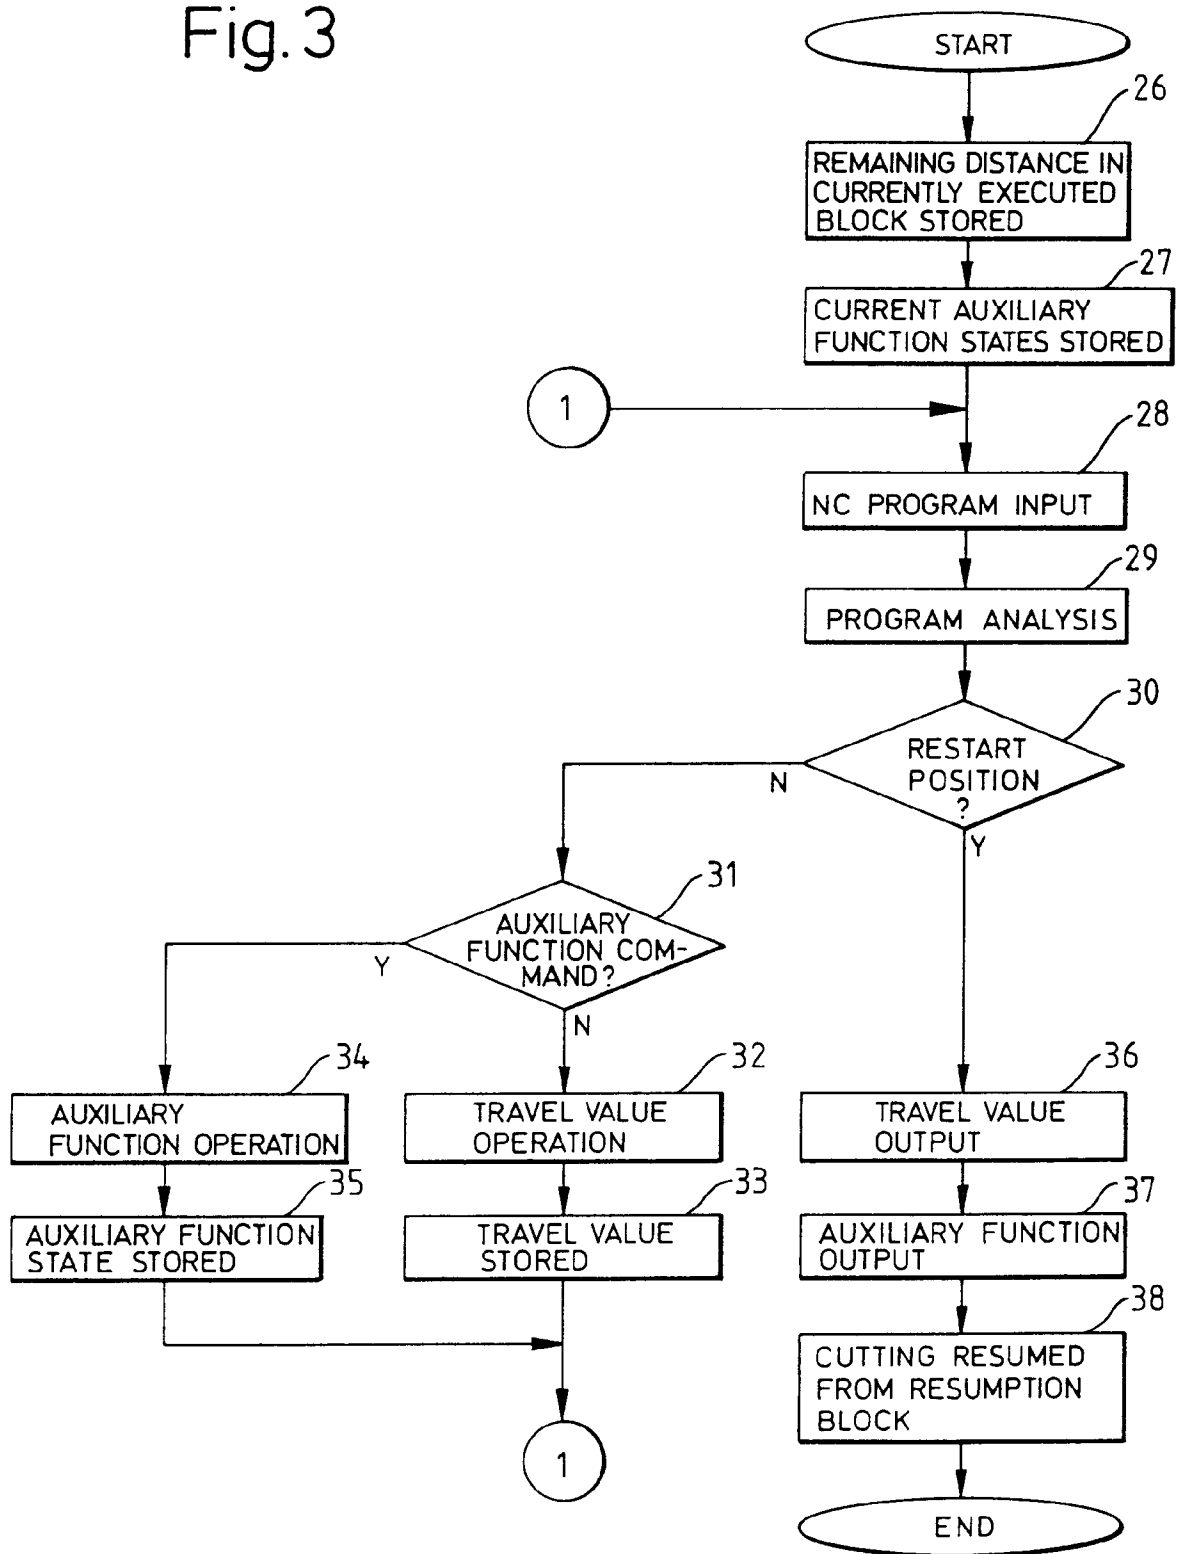 Fig. 3
START
26
REMAINING DISTANCE IN
CURRENTLY EXECUTED
BLOCK STORED
27
CURRENT AUXILIARY
FUNCTION STATES STORED
1
28
NC PROGRAM INPUT
29
PROGRAM ANALYSIS
30
RESTART
POSITION
?
N
Y
31
AUXILIARY
FUNCTION COM-
MAND?
Y
N
34
AUXILIARY
FUNCTION OPERATION
32
TRAVEL VALUE
OPERATION
36
TRAVEL VALUE
OUTPUT
35
AUXILIARY FUNCTION
STATE STORED
33
TRAVEL VALUE
STORED
37
AUXILIARY FUNCTION
OUTPUT
38
CUTTING RESUMED
FROM RESUMPTION
BLOCK
1
END